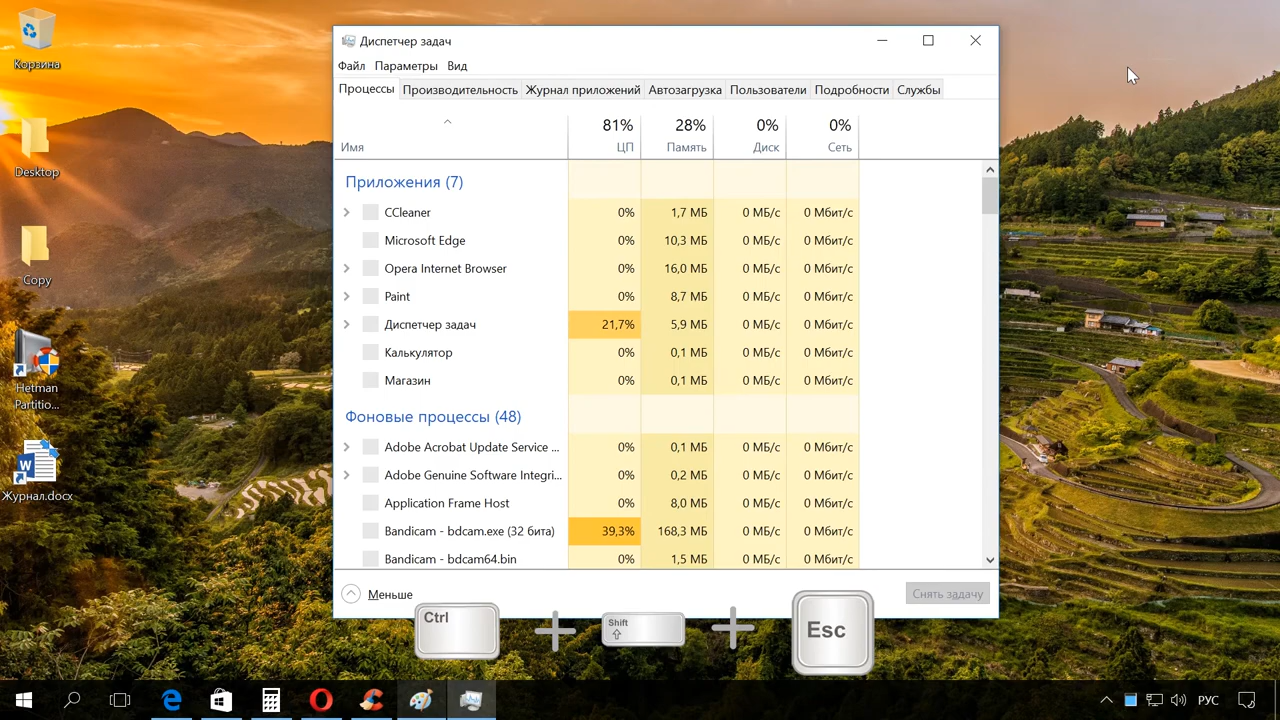 Корзина
Desktop
Copy
Hetman
Partitio...
Журнал.docx
Диспетчер задач
Файл Параметры Вид
Процессы Производительность Журнал приложений Автозагрузка Пользователи Подробности Службы
81% 28% 0% 0%
Имя ЦП Память Диск Сеть
Приложения (7)
CCleaner 0% 1,7 МБ 0 МБ/с 0 Мбит/с
Microsoft Edge 0% 10,3 МБ 0 МБ/с 0 Мбит/с
Opera Internet Browser 0% 16,0 МБ 0 МБ/с 0 Мбит/с
Paint 0% 8,7 МБ 0 МБ/с 0 Мбит/с
Диспетчер задач 21,7% 5,9 МБ 0 МБ/с 0 Мбит/с
Калькулятор 0% 0,1 МБ 0 МБ/с 0 Мбит/с
Магазин 0% 0,1 МБ 0 МБ/с 0 Мбит/с
Фоновые процессы (48)
Adobe Acrobat Update Service ... 0% 0,1 МБ 0 МБ/с 0 Мбит/с
Adobe Genuine Software Integri... 0% 0,2 МБ 0 МБ/с 0 Мбит/с
Application Frame Host 0% 8,0 МБ 0 МБ/с 0 Мбит/с
Bandicam - bdcam.exe (32 бита) 39,3% 168,3 МБ 0 МБ/с 0 Мбит/с
Bandicam - bdcam64.bin 0% 1,5 МБ 0 МБ/с 0 Мбит/с
Меньше Снять задачу
Ctrl + Shift + Esc
РУС